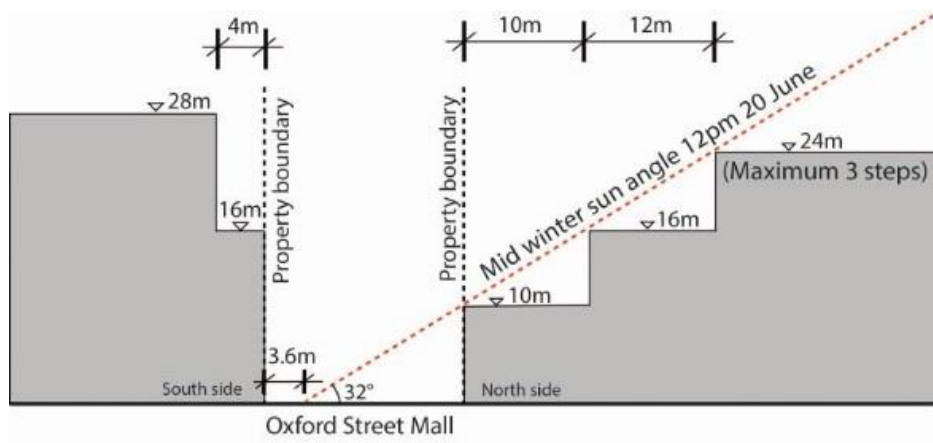 4m
10m
12m
28m
16m
Property boundary
Property boundary
Mid winter sun angle 12pm 20 June
24m
(Maximum 3 steps)
16m
10m
3.6m
32°
South side
North side
Oxford Street Mall